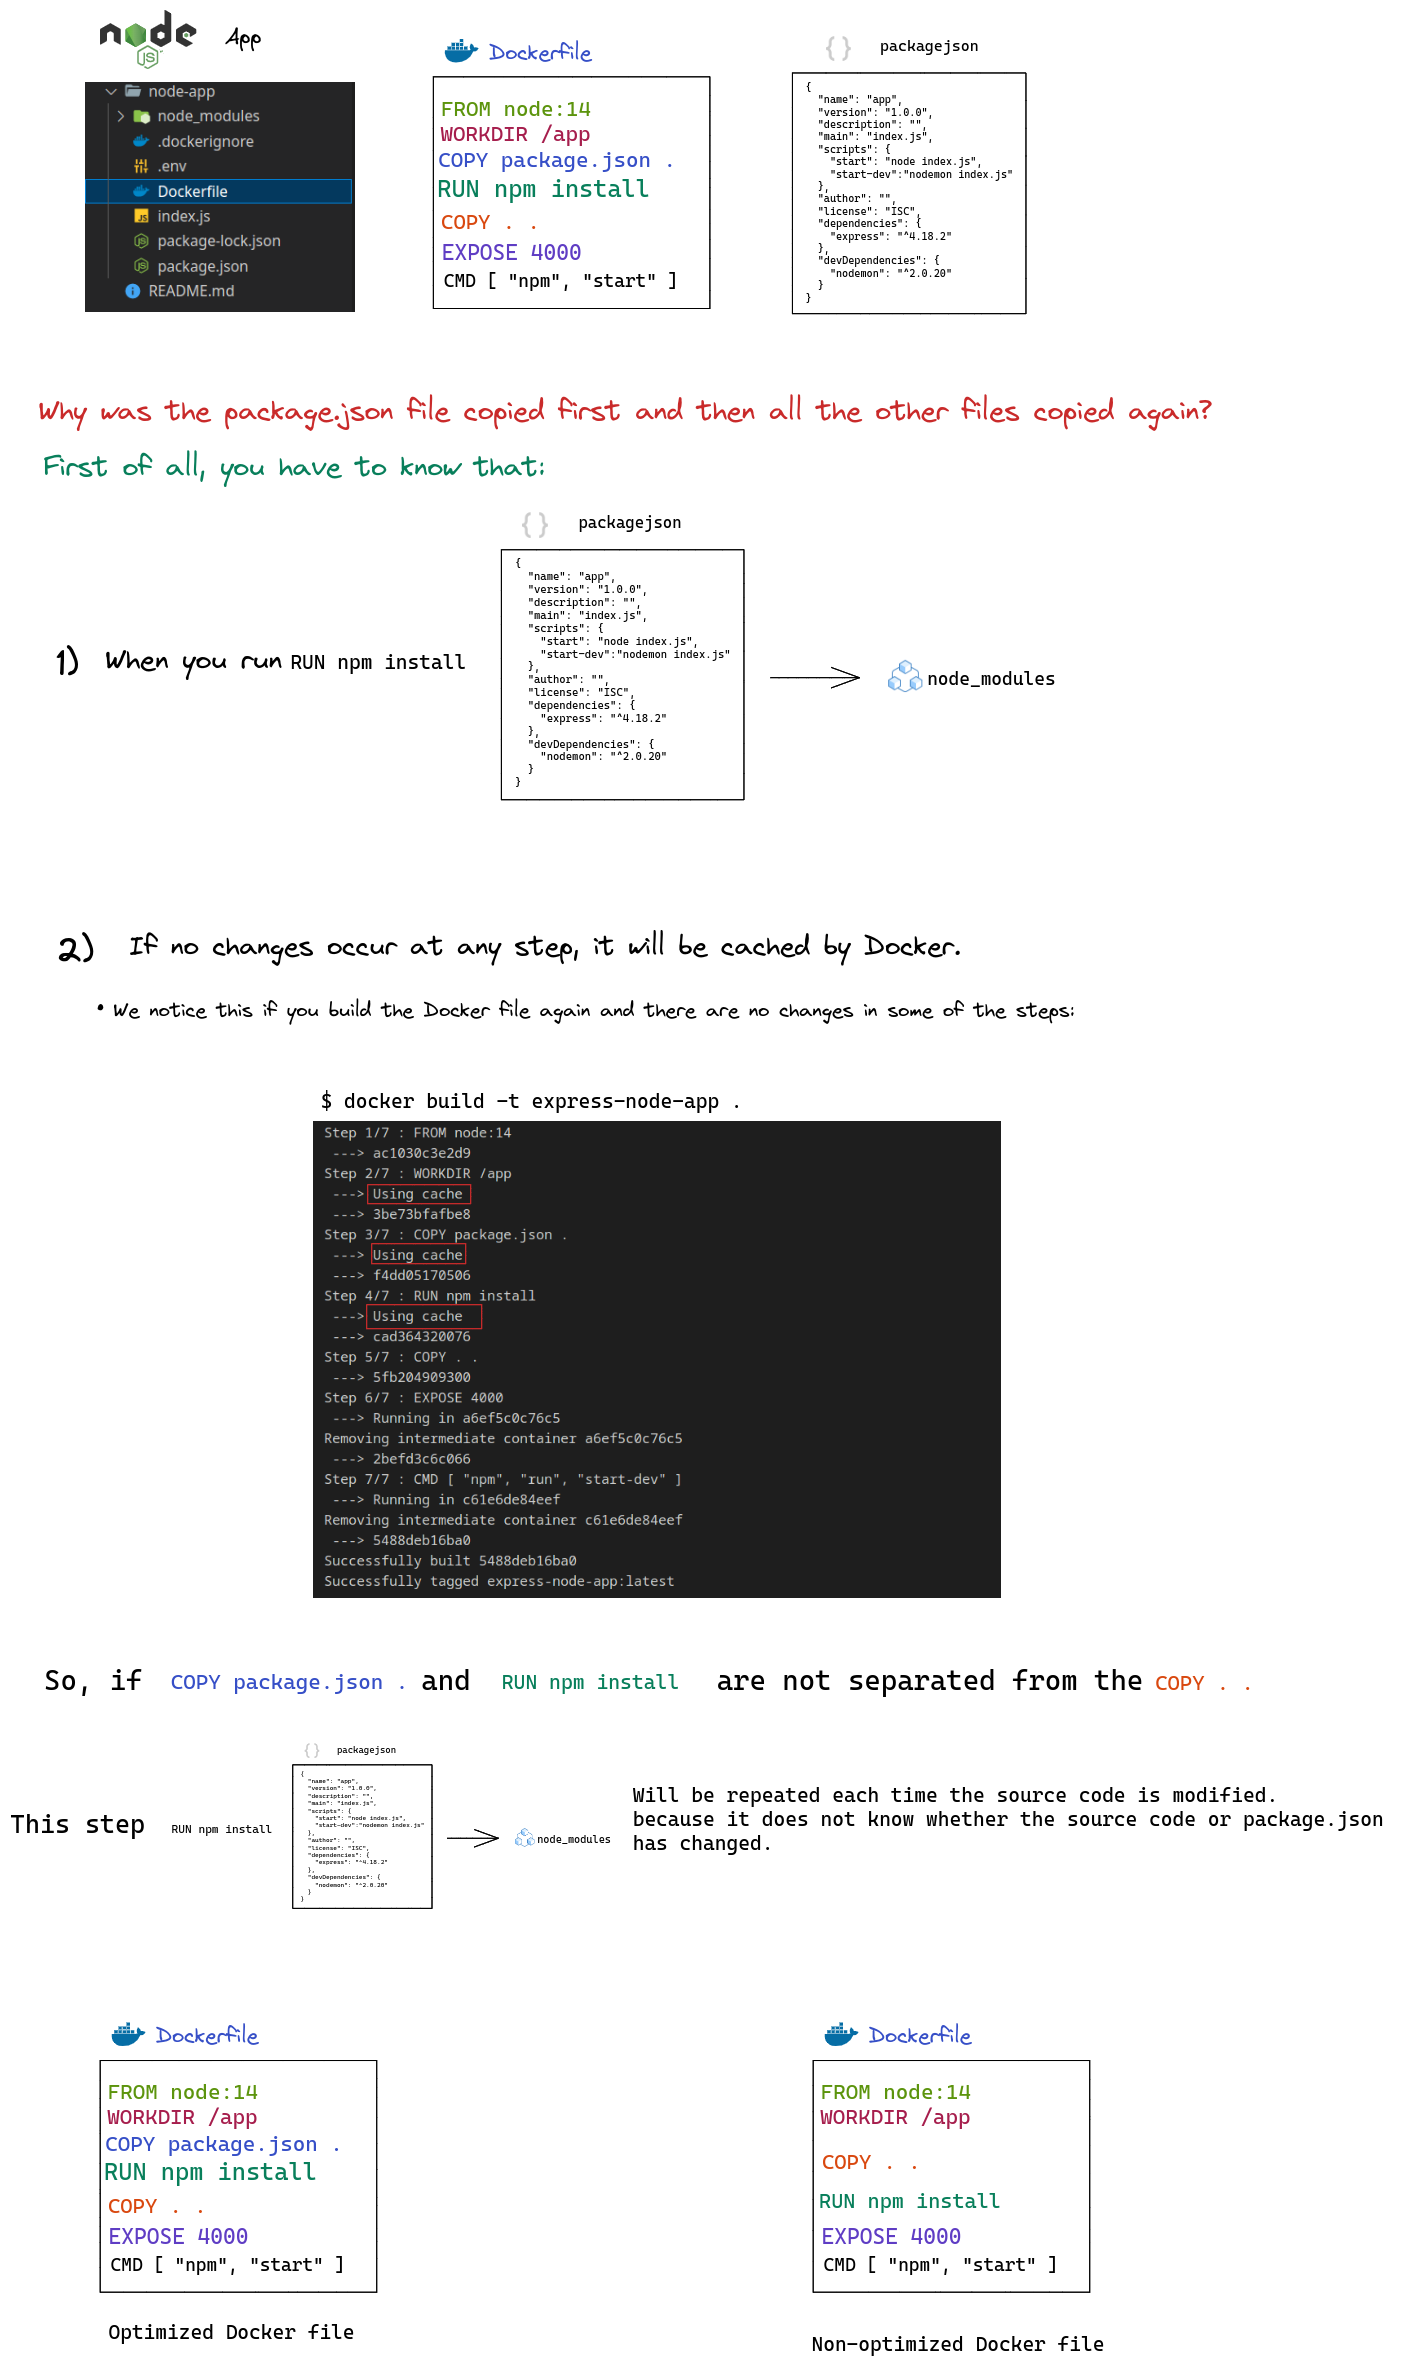 node App
JS
node-app
node_modules
.dockerignore
.env
Dockerfile
JS index.js
package-lock.json
package.json
README.md
Dockerfile
FROM node:14
WORKDIR /app
COPY package.json .
RUN npm install
COPY . .
EXPOSE 4000
CMD [ "npm", "start" ]
{} packagejson
{
"name": "app",
"version": "1.0.0",
"description": "",
"main": "index.js",
"scripts": {
"start": "node index.js",
"start-dev":"nodemon index.js"
},
"author": "",
"license": "ISC",
"dependencies": {
"express": "^4.18.2"
},
"devDependencies": {
"nodemon": "^2.0.20"
}
}
Why was the package.json file copied first and then all the other files copied again?
First of all, you have to know that:
{} packagejson
1) When you run RUN npm install
{
"name": "app",
"version": "1.0.0",
"description": "",
"main": "index.js",
"scripts": {
"start": "node index.js",
"start-dev":"nodemon index.js"
},
"author": "",
"license": "ISC",
"dependencies": {
"express": "^4.18.2"
},
"devDependencies": {
"nodemon": "^2.0.20"
}
}
node_modules
2) If no changes occur at any step, it will be cached by Docker.
• We notice this if you build the Docker file again and there are no changes in some of the steps:
$ docker build -t express-node-app .
Step 1/7 : FROM node:14
---> ac1030c3e2d9
Step 2/7 : WORKDIR /app
---> Using cache
---> 3be73bfafbe8
Step 3/7 : COPY package.json .
---> Using cache
---> f4dd05170506
Step 4/7 : RUN npm install
---> Using cache
---> cad364320076
Step 5/7 : COPY . .
---> 5fb204909300
Step 6/7 : EXPOSE 4000
---> Running in a6ef5c0c76c5
Removing intermediate container a6ef5c0c76c5
---> 2befd3c6c066
Step 7/7 : CMD [ "npm", "run", "start-dev" ]
---> Running in c61e6de84eef
Removing intermediate container c61e6de84eef
---> 5488deb16ba0
Successfully built 5488deb16ba0
Successfully tagged express-node-app:latest
So, if COPY package.json . and RUN npm install are not separated from the COPY . .
{} packagejson
This step RUN npm install
{
"name": "app",
"version": "1.0.0",
"description": "",
"main": "index.js",
"scripts": {
"start": "node index.js",
"start-dev":"nodemon index.js"
},
"author": "",
"license": "ISC",
"dependencies": {
"express": "^4.18.2"
},
"devDependencies": {
"nodemon": "^2.0.20"
}
}
node_modules
Will be repeated each time the source code is modified.
because it does not know whether the source code or package.json
has changed.
Dockerfile
FROM node:14
WORKDIR /app
COPY package.json .
RUN npm install
COPY . .
EXPOSE 4000
CMD [ "npm", "start" ]
Optimized Docker file
Dockerfile
FROM node:14
WORKDIR /app
COPY . .
RUN npm install
EXPOSE 4000
CMD [ "npm", "start" ]
Non-optimized Docker file